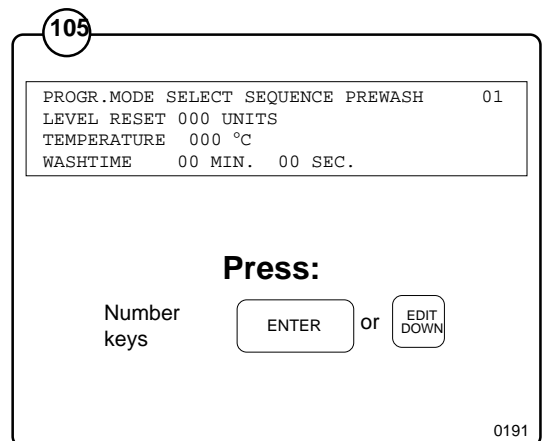 105
PROGR.MODE SELECT SEQUENCE PREWASH 01
LEVEL RESET 000 UNITS
TEMPERATURE 000 °C
WASHTIME 00 MIN. 00 SEC.
Press:
Number
keys
ENTER
or
EDIT
DOWN
0191